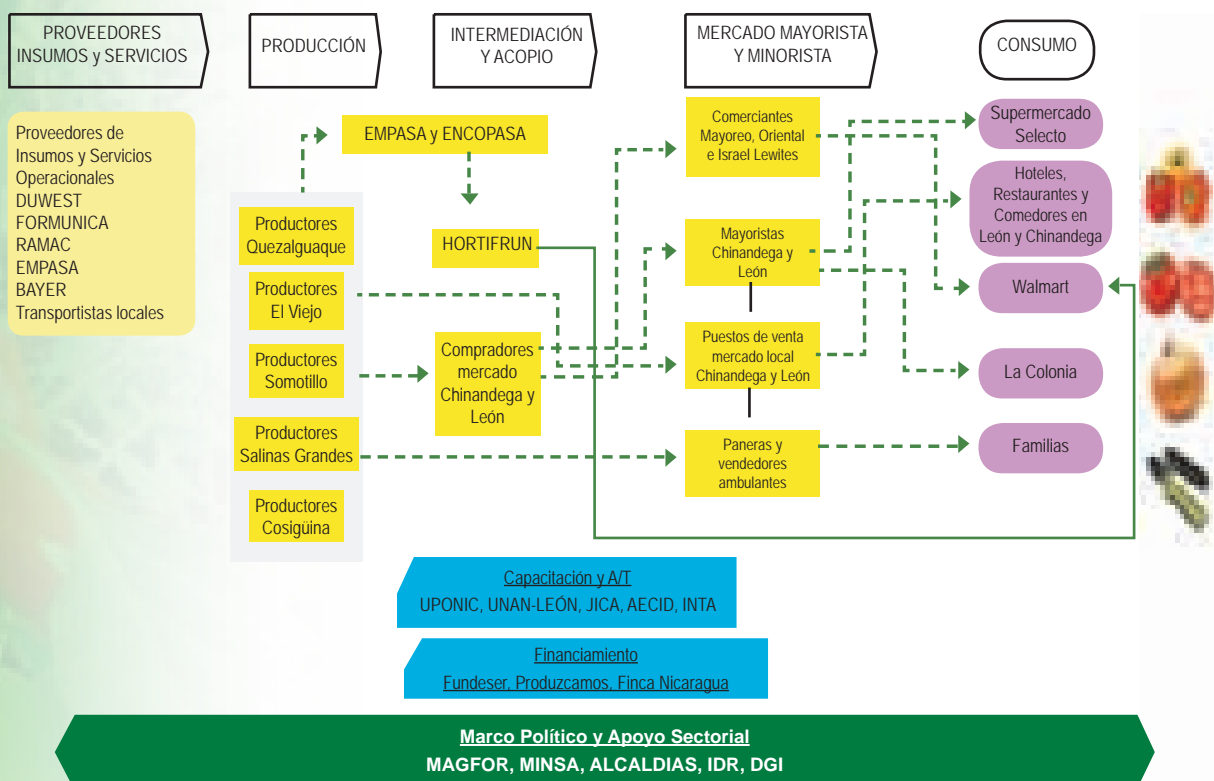 PROVEEDORES
INSUMOS y SERVICIOS
PRODUCCIÓN
INTERMEDIACIÓN
Y ACOPIO
MERCADO MAYORISTA
Y MINORISTA
CONSUMO
Proveedores de
Insumos y Servicios
Operacionales
DUWEST
FORMUNICA
RAMAC
EMPASA
BAYER
Transportistas locales
EMPASA y ENCOPASA
Productores
Quezalguaque
Productores
El Viejo
Productores
Somotillo
Productores
Salinas Grandes
Productores
Cosigüina
HORTIFRUN
Compradores
mercado
Chinandega y
León
Comerciantes
Mayoreo, Oriental
e Israel Lewites
Mayoristas
Chinandega y
León
Puestos de venta
mercado local
Chinandega y León
Paneras y
vendedores
ambulantes
Supermercado
Selecto
Hoteles,
Restaurantes y
Comedores en
León y Chinandega
Walmart
La Colonia
Familias
Capacitación y A/T
UPONIC, UNAN-LEÓN, JICA, AECID, INTA
Financiamiento
Fundeser, Produzcamos, Finca Nicaragua
Marco Político y Apoyo Sectorial
MAGFOR, MINSA, ALCALDIAS, IDR, DGI